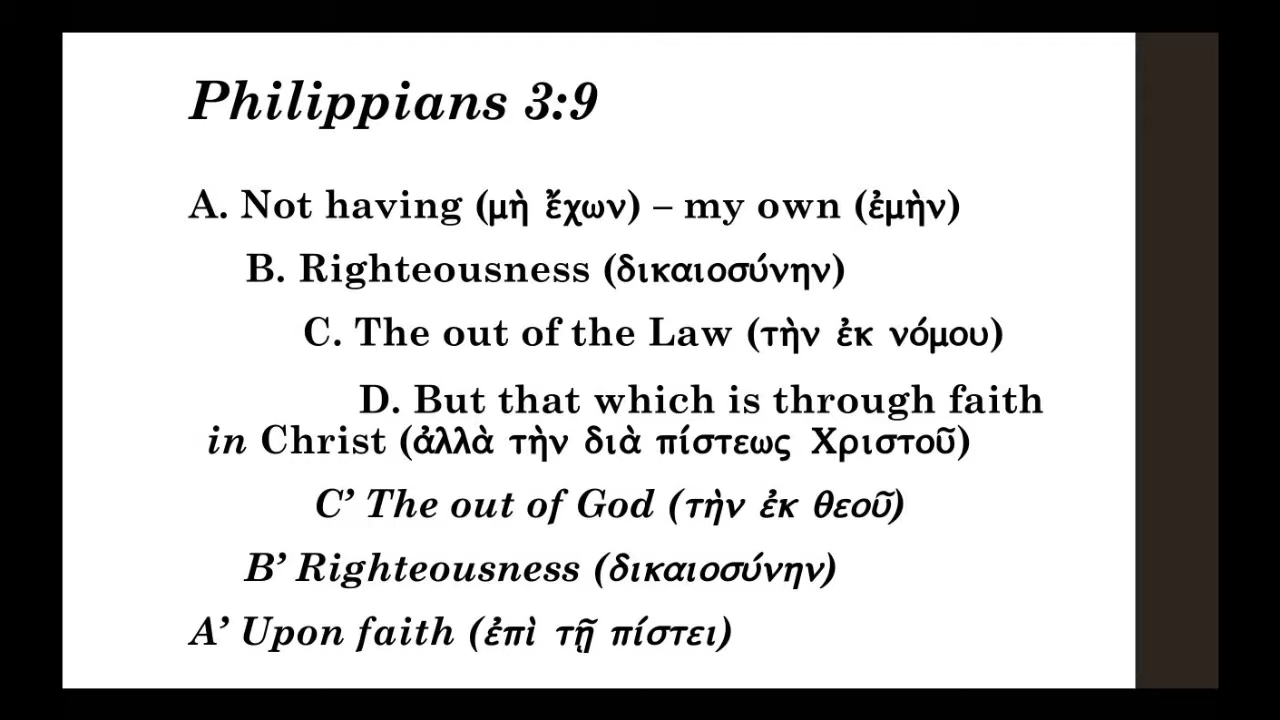 Philippians 3:9
A. Not having (μὴ ἔχων) – my own (ἐμὴν)
B. Righteousness (δικαιοσύνην)
C. The out of the Law (τὴν ἐκ νόμου)
D. But that which is through faith
in Christ (ἀλλὰ τὴν διὰ πίστεως Χριστοῦ)
C’ The out of God (τὴν ἐκ θεοῦ)
B’ Righteousness (δικαιοσύνην)
A’ Upon faith (ἐπὶ τῇ πίστει)